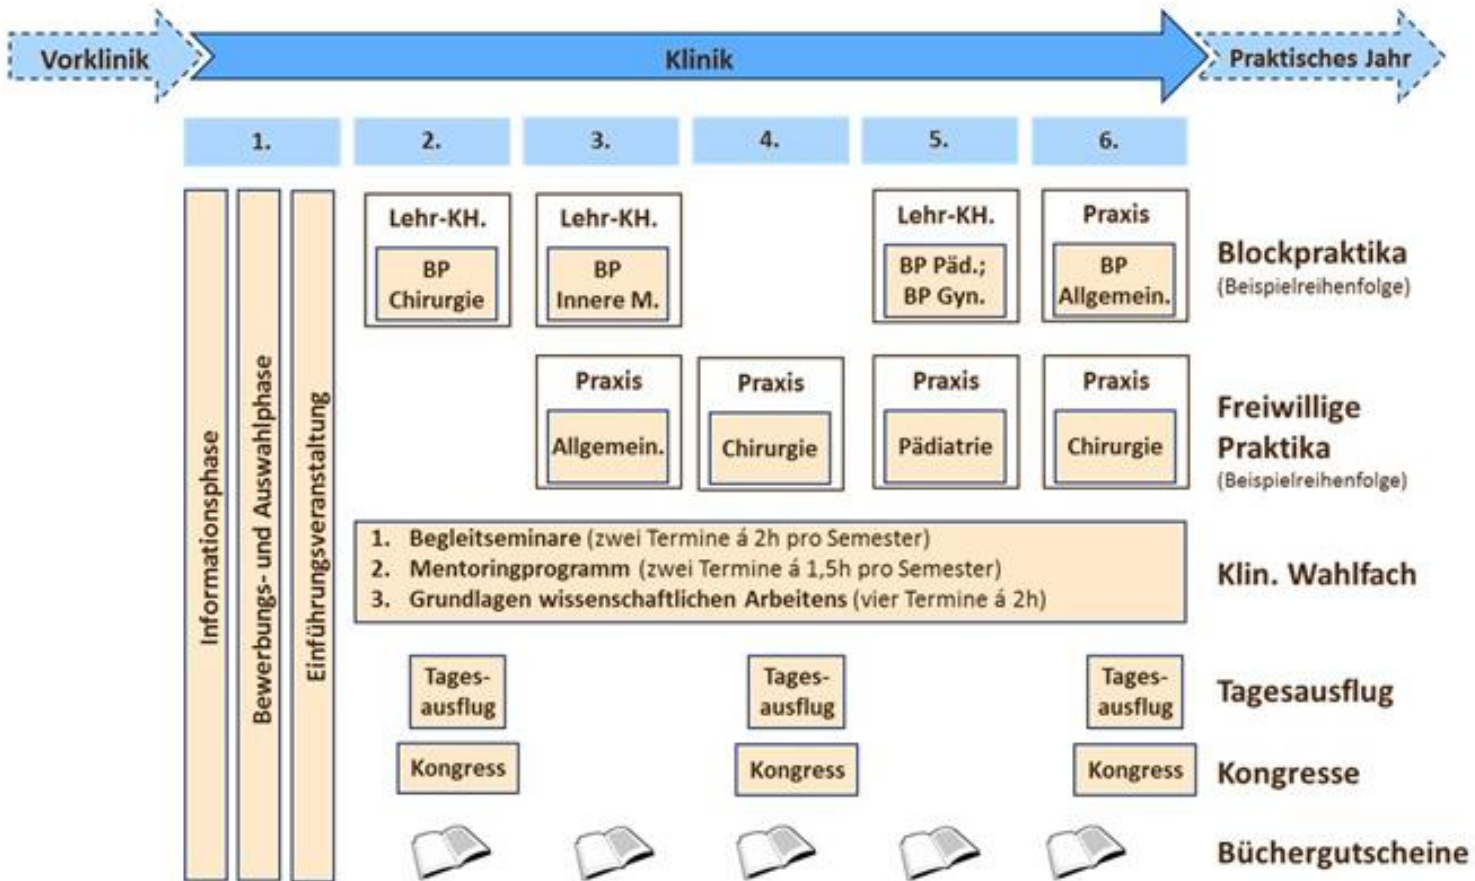 Vorklinik
Klinik
Praktisches Jahr
1.
2.
3.
4.
5.
6.
Informationsphase
Bewerbungs- und Auswahlphase
Einführungsveranstaltung
Lehr-KH.
BP
Chirurgie
Lehr-KH.
BP
Innere M.
Lehr-KH.
BP Päd.;
BP Gyn.
Praxis
BP
Allgemein.
Blockpraktika
(Beispielreihenfolge)
Praxis
Allgemein.
Praxis
Chirurgie
Praxis
Pädiatrie
Praxis
Chirurgie
Freiwillige
Praktika
(Beispielreihenfolge)
1. Begleitseminare (zwei Termine á 2h pro Semester)
2. Mentoringprogramm (zwei Termine á 1,5h pro Semester)
3. Grundlagen wissenschaftlichen Arbeitens (vier Termine á 2h)
Klin. Wahlfach
Tages-
ausflug
Tages-
ausflug
Tages-
ausflug
Tagesausflug
Kongress
Kongress
Kongress
Kongresse
Büchergutscheine